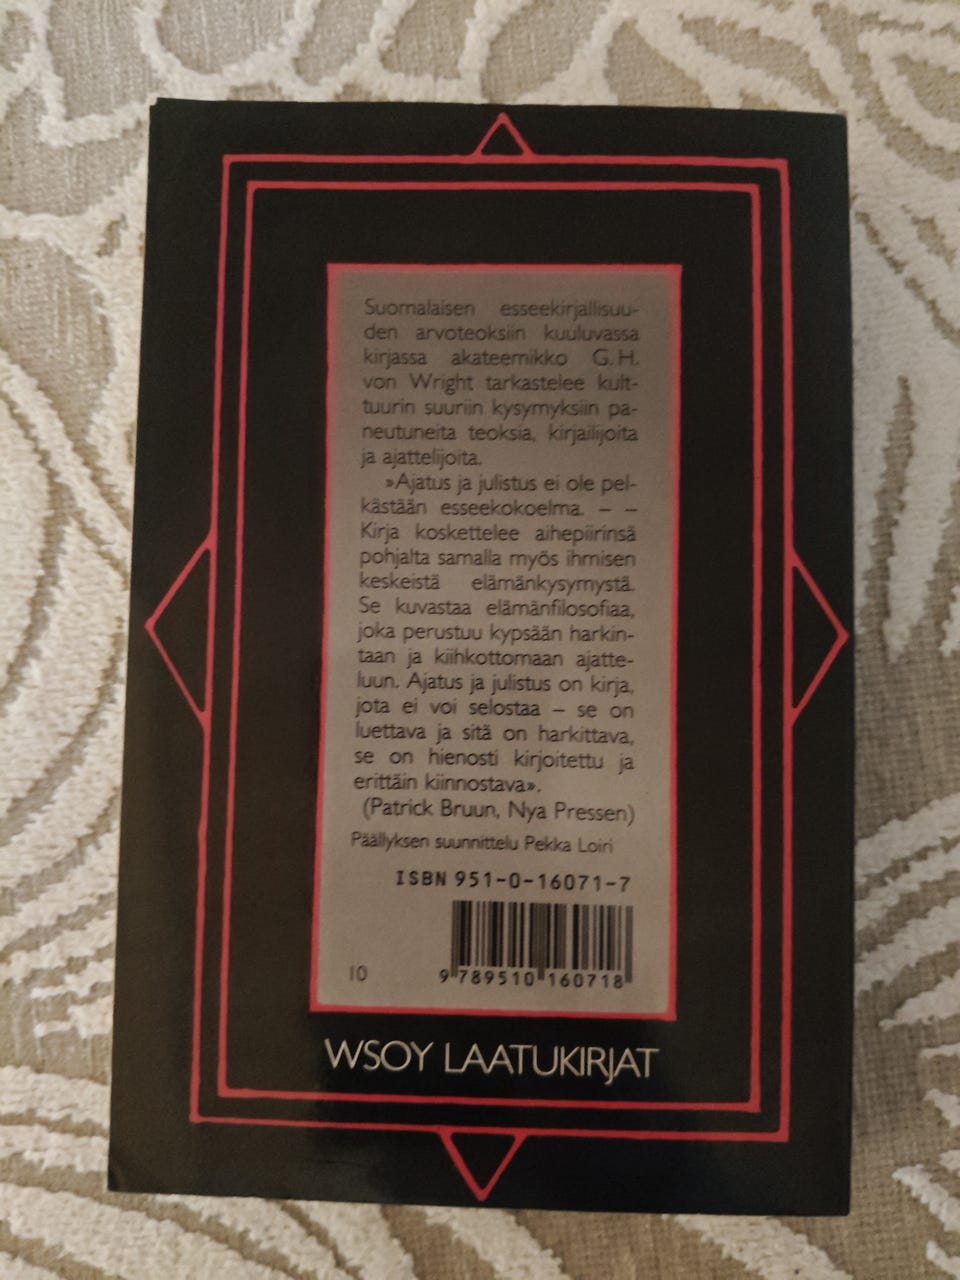 Suomalaisen esseekirjallisuu-
den arvoteoksiin kuuluvassa
kirjassa akateemikko G. H.
von Wright tarkastelee kult-
tuurin suuriin kysymyksiin pa-
neutuneita teoksia, kirjailijoita
ja ajattelijoita.
»Ajatus ja julistus ei ole pel-
kästään esseekokoelma. – –
Kirja koskettelee aihepiirinsä
pohjalta samalla myös ihmisen
keskeistä elämänkysymystä.
Se kuvastaa elämänfilosofiaa,
joka perustuu kypsään harkin-
taan ja kiihkottomaan ajatte-
luun. Ajatus ja julistus on kirja,
jota ei voi selostaa – se on
luettava ja sitä on harkittava,
se on hienosti kirjoitettu ja
erittäin kiinnostava».
(Patrick Bruun, Nya Pressen)
Päällyksen suunnittelu Pekka Loiri
ISBN 951-0-16071-7
10
9 789510 160718
WSOY LAATUKIRJAT